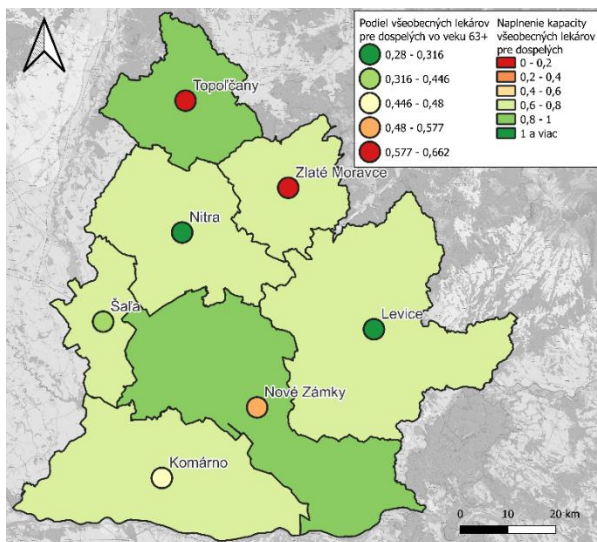 Podiel všeobecných lekárov
pre dospelých vo veku 63+
0,28 - 0,316
0,316 - 0,446
0,446 - 0,48
0,48 - 0,577
0,577 - 0,662
Naplnenie kapacity
všeobecných lekárov
pre dospelých
0 - 0,2
0,2 - 0,4
0,4 - 0,6
0,6 - 0,8
0,8 - 1
1 a viac
Topoľčany
Zlaté Moravce
Nitra
Šaľa
Levice
Nové Zámky
Komárno
0 10 20 km